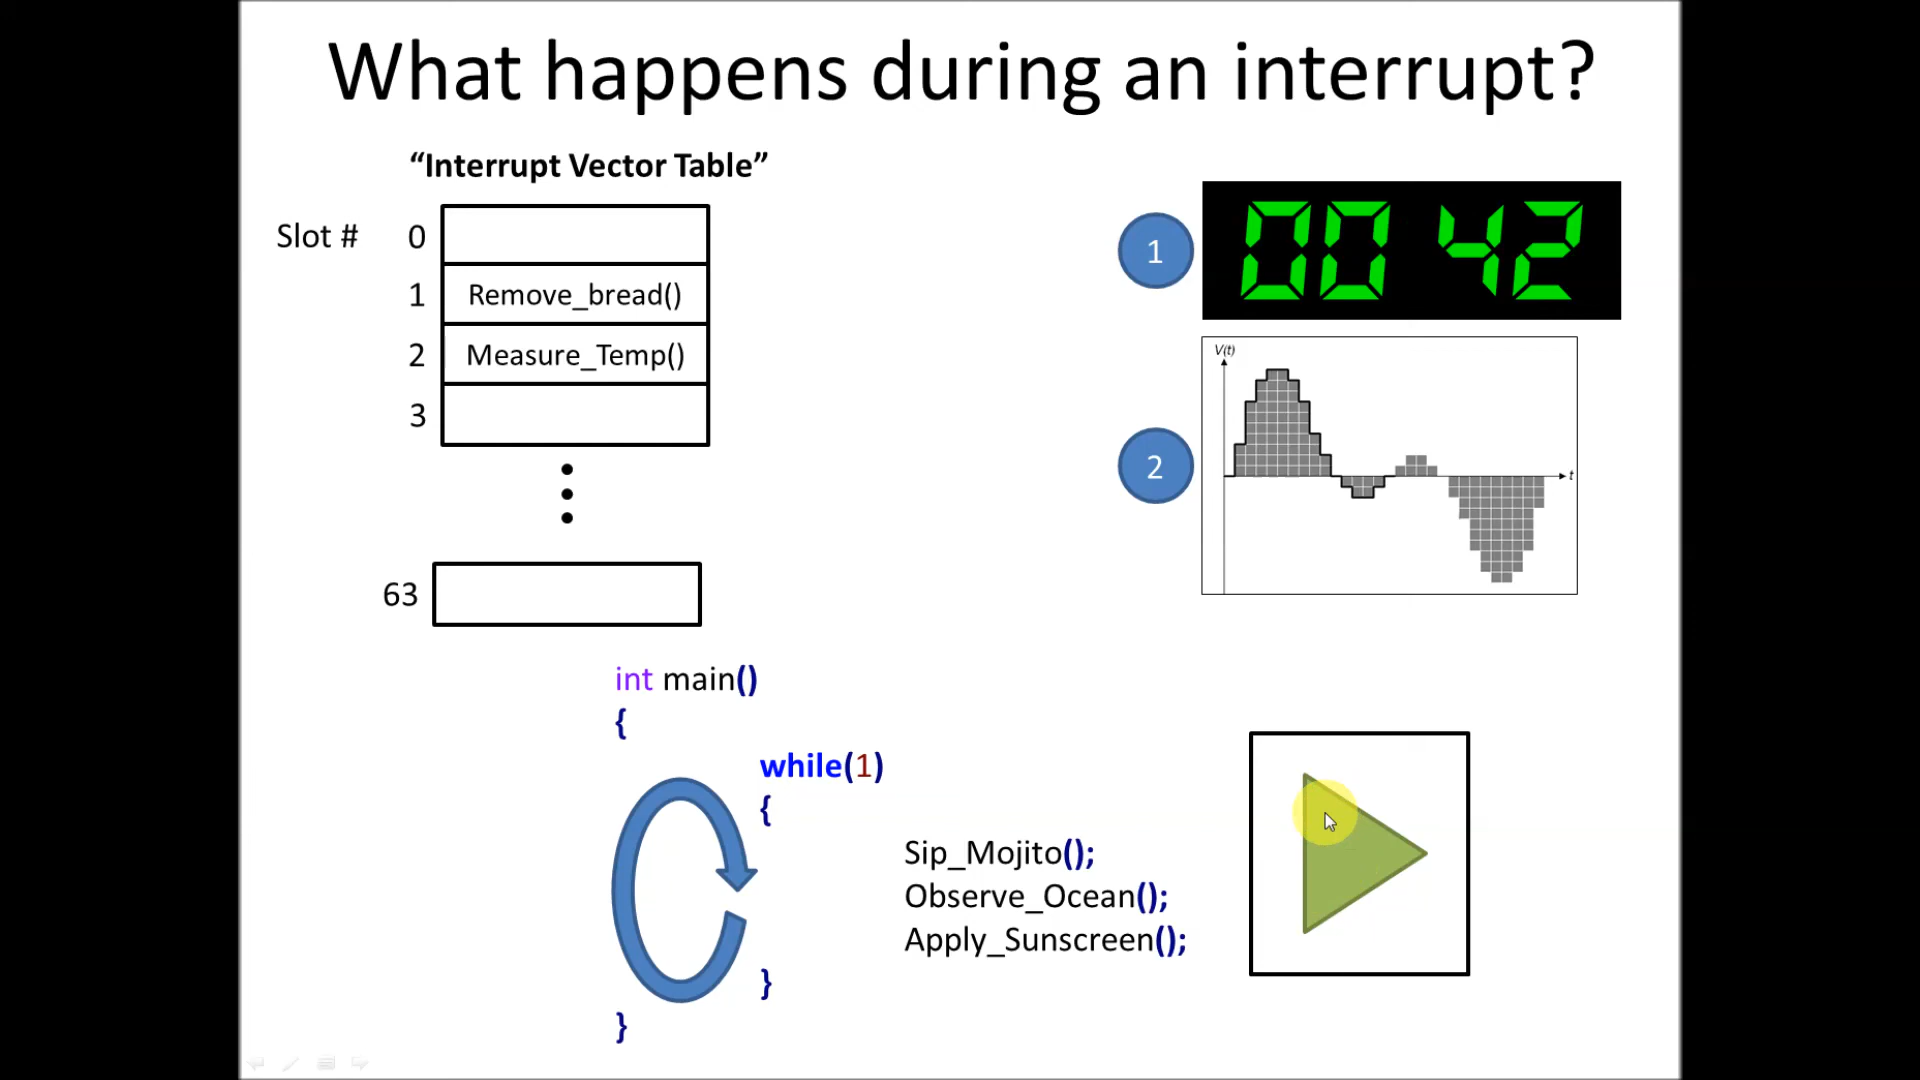 What happens during an interrupt?
“Interrupt Vector Table”
Slot # 0
1 Remove_bread()
2 Measure_Temp()
3
63
1 00 42
V(t)
2
t
int main()
{
while(1)
{
Sip_Mojito();
Observe_Ocean();
Apply_Sunscreen();
}
}